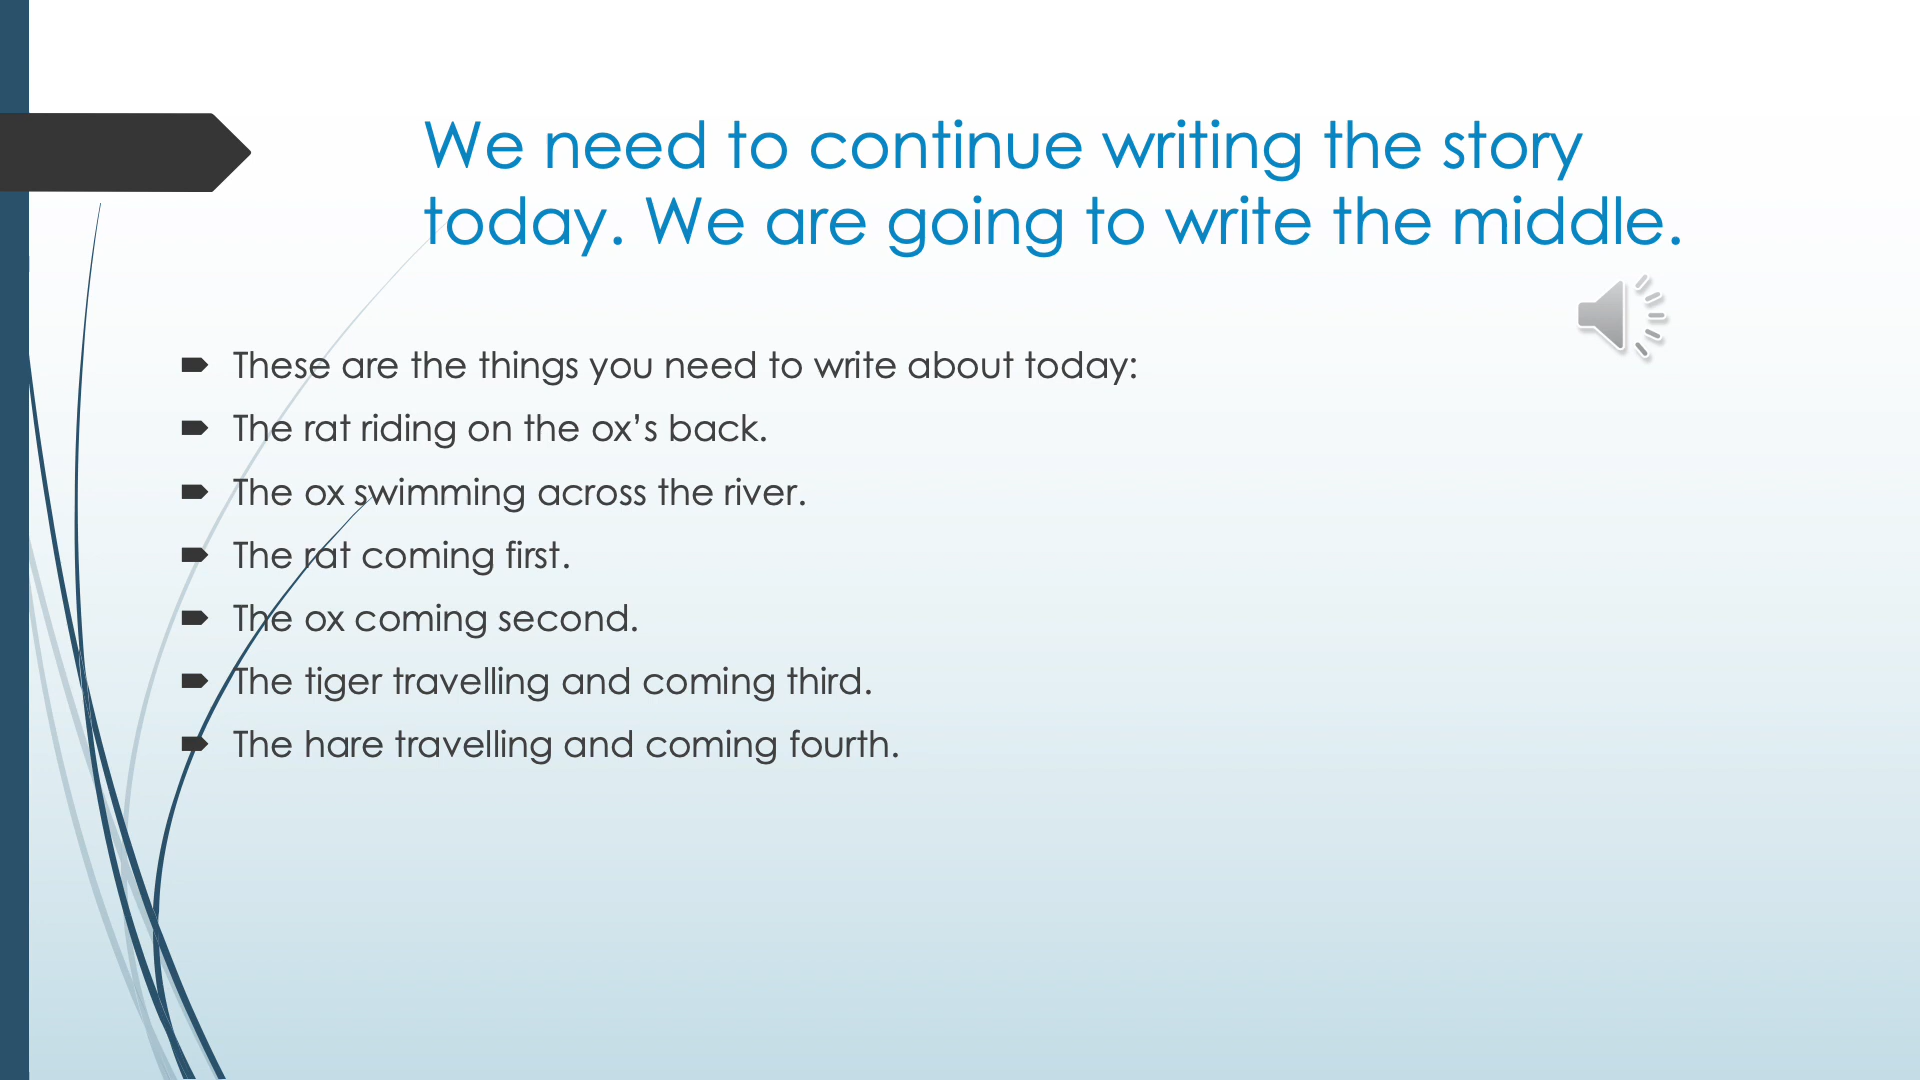 We need to continue writing the story
today. We are going to write the middle.
These are the things you need to write about today:
The rat riding on the ox’s back.
The ox swimming across the river.
The rat coming first.
The ox coming second.
The tiger travelling and coming third.
The hare travelling and coming fourth.